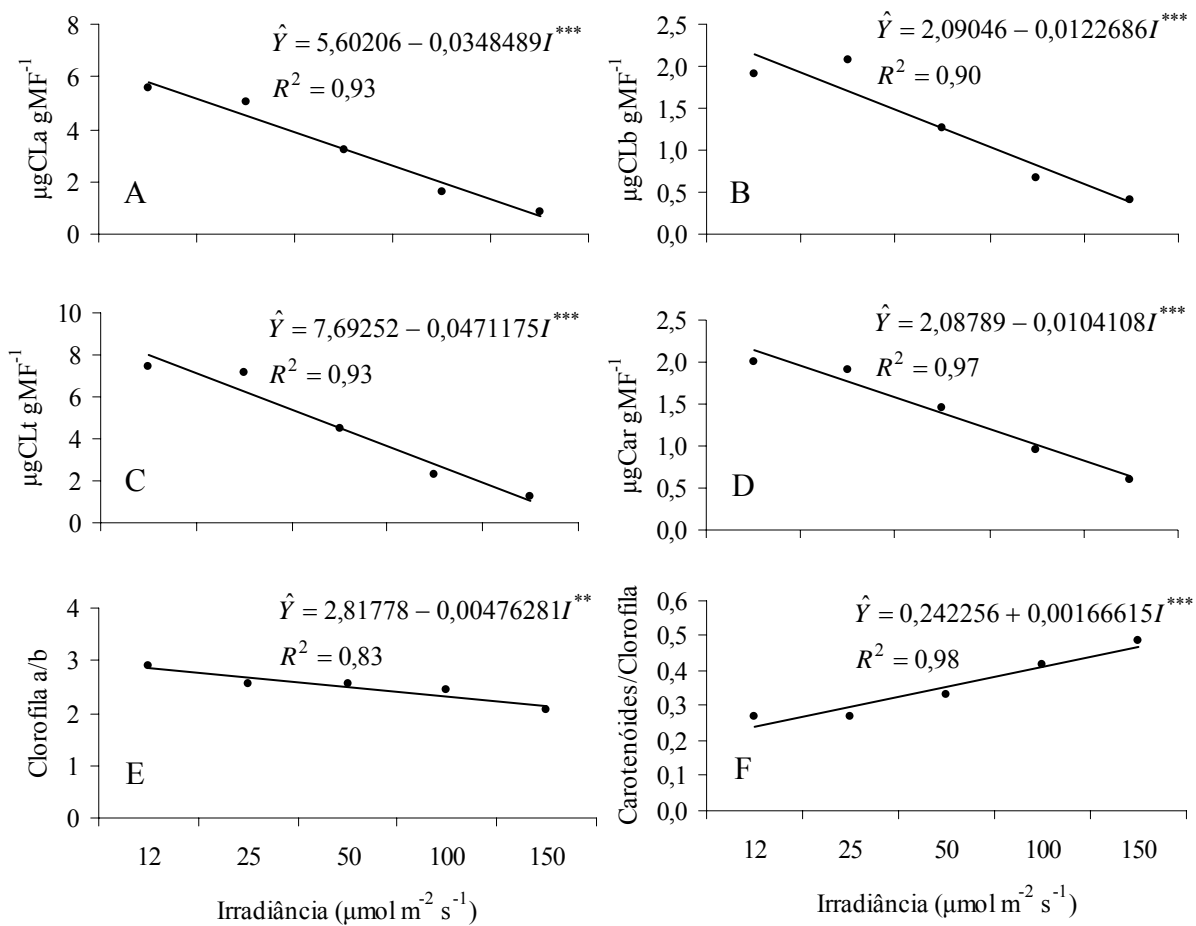 8
6
4
2
0
µgCLa gMF⁻¹
Ŷ = 5,60206 − 0,0348489I***
R² = 0,93
A
2,5
2,0
1,5
1,0
0,5
0,0
µgCLb gMF⁻¹
Ŷ = 2,09046 − 0,0122686I***
R² = 0,90
B
10
8
6
4
2
0
µgCLt gMF⁻¹
Ŷ = 7,69252 − 0,0471175I***
R² = 0,93
C
2,5
2,0
1,5
1,0
0,5
0,0
µgCar gMF⁻¹
Ŷ = 2,08789 − 0,0104108I***
R² = 0,97
D
4
3
2
1
0
Clorofila a/b
Ŷ = 2,81778 − 0,00476281I**
R² = 0,83
E
12 25 50 100 150
Irradiância (µmol m⁻² s⁻¹)
0,6
0,5
0,4
0,3
0,2
0,1
0,0
Carotenóides/Clorofila
Ŷ = 0,242256 + 0,00166615I***
R² = 0,98
F
12 25 50 100 150
Irradiância (µmol m⁻² s⁻¹)